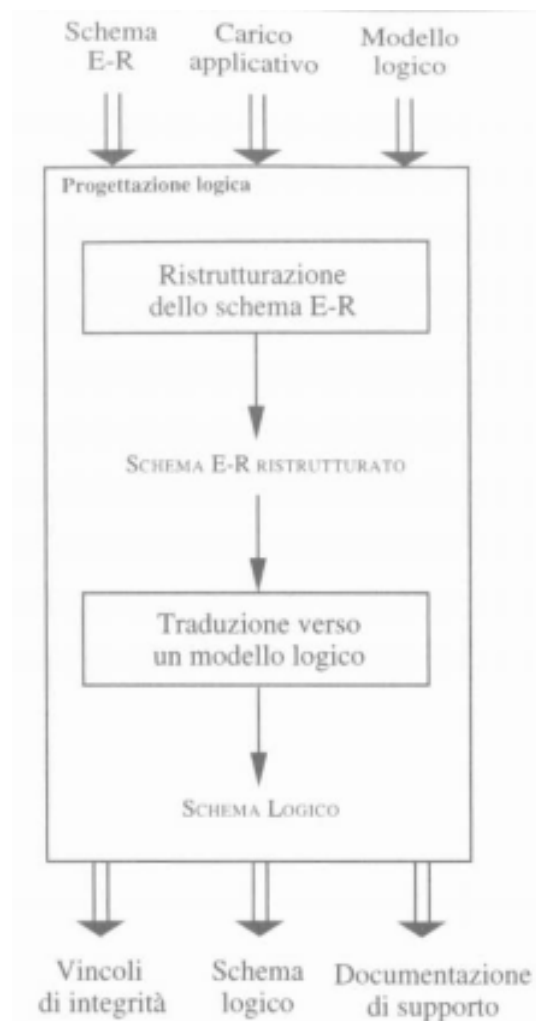 Schema
E-R
Carico
applicativo
Modello
logico
Progettazione logica
Ristrutturazione
dello schema E-R
SCHEMA E-R RISTRUTTURATO
Traduzione verso
un modello logico
SCHEMA LOGICO
Vincoli
di integrità
Schema
logico
Documentazione
di supporto